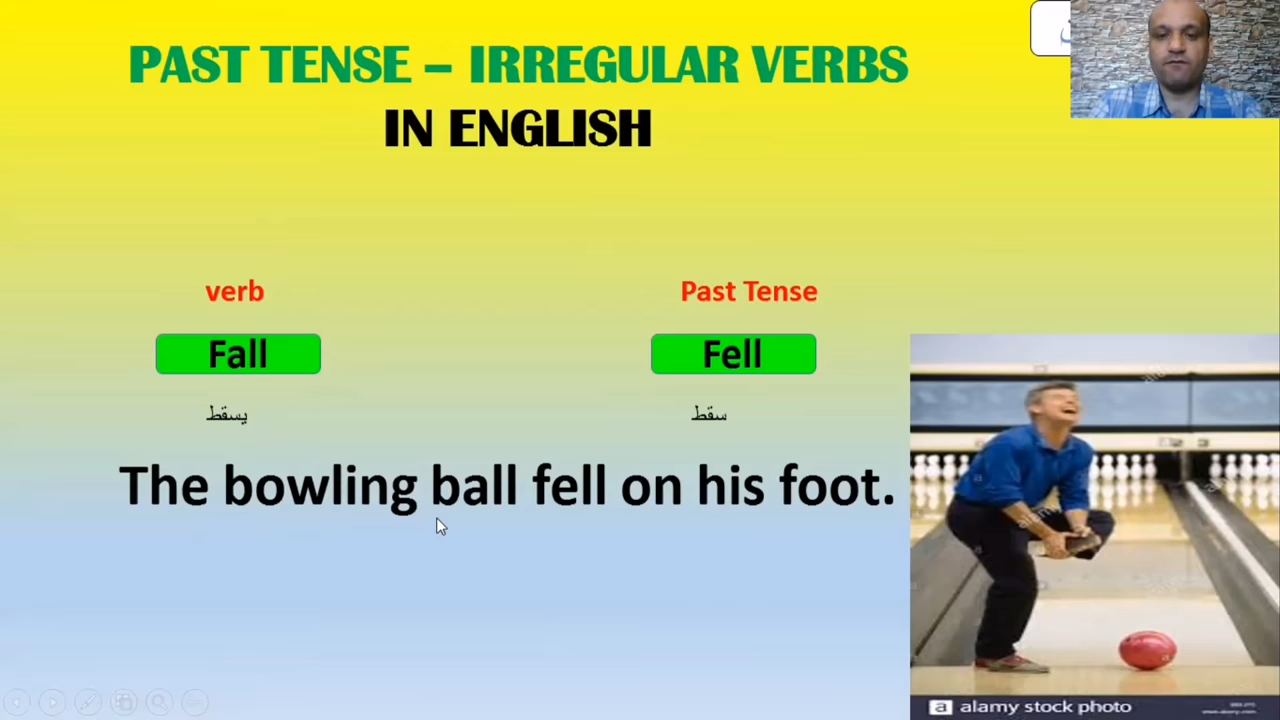 PAST TENSE – IRREGULAR VERBS
IN ENGLISH
verb
Past Tense
Fall
Fell
يسقط
سقط
The bowling ball fell on his foot.
a alamy stock photo